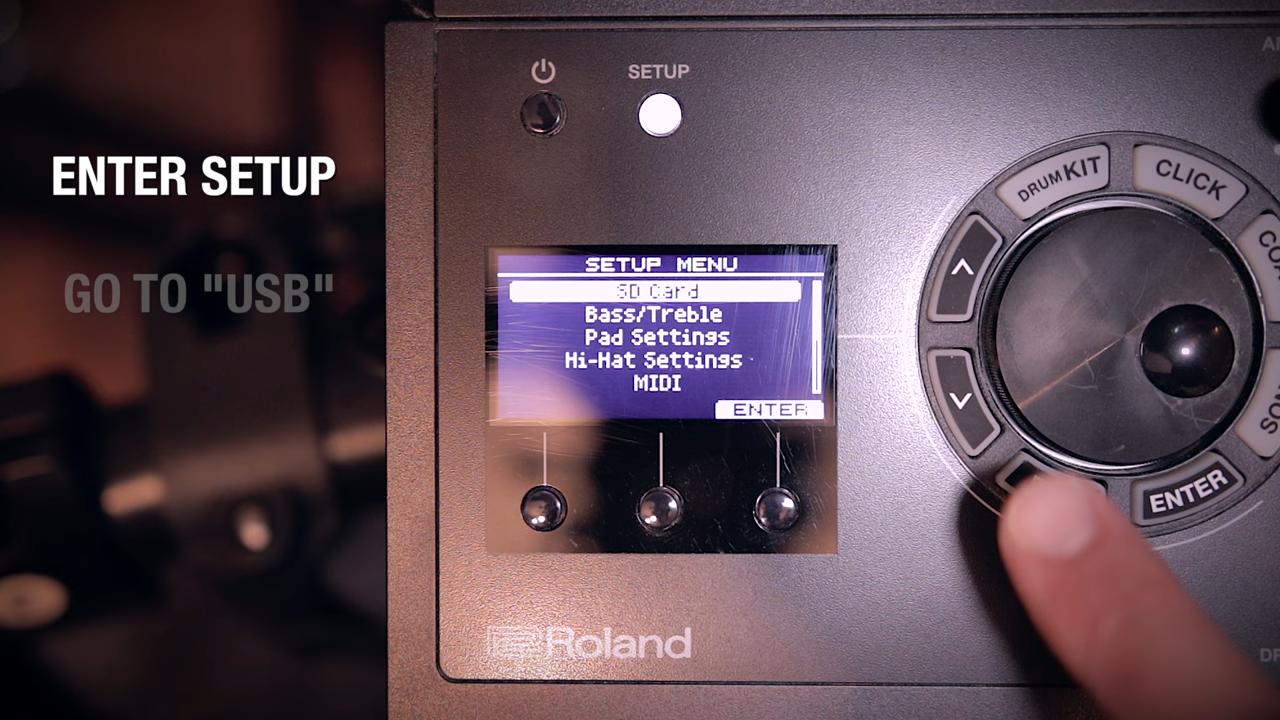 ENTER SETUP
GO TO "USB"
SETUP
SETUP MENU
SD Card
Bass/Treble
Pad Settings
Hi-Hat Settings
MIDI
ENTER
DRUM KIT
CLICK
ENTER
Roland